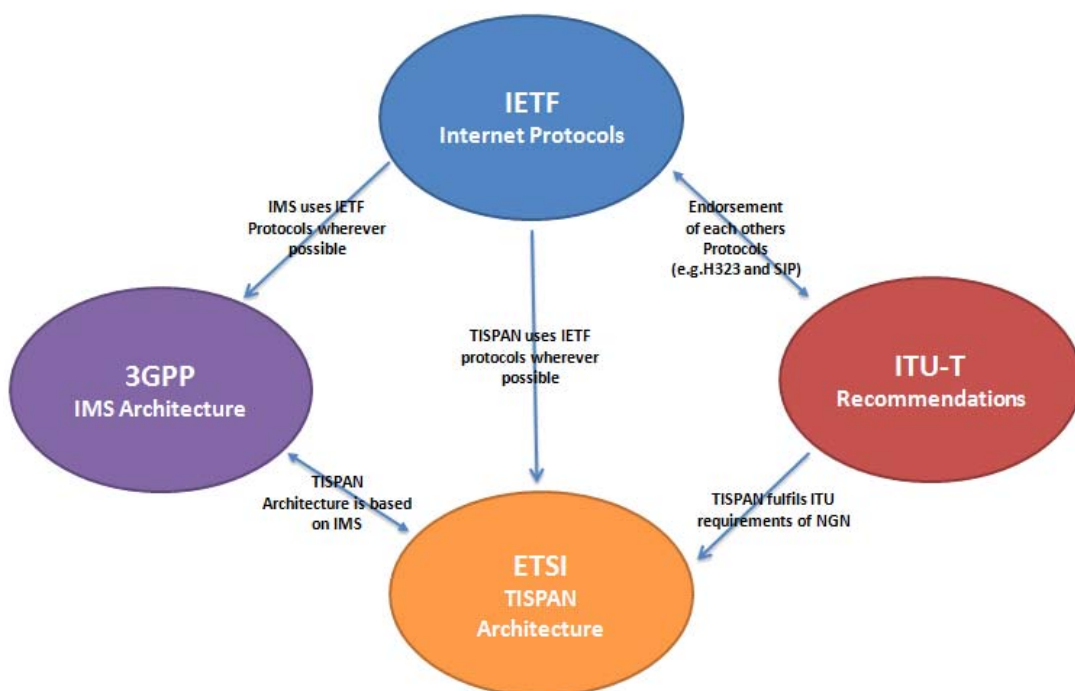 IETF
Internet Protocols
IMS uses IETF
Protocols wherever
possible
Endorsement
of each others
Protocols
(e.g.H323 and SIP)
TISPAN uses IETF
protocols wherever
possible
3GPP
IMS Architecture
ITU-T
Recommendations
TISPAN
Architecture is based
on IMS
TISPAN fulfils ITU
requirements of NGN
ETSI
TISPAN
Architecture